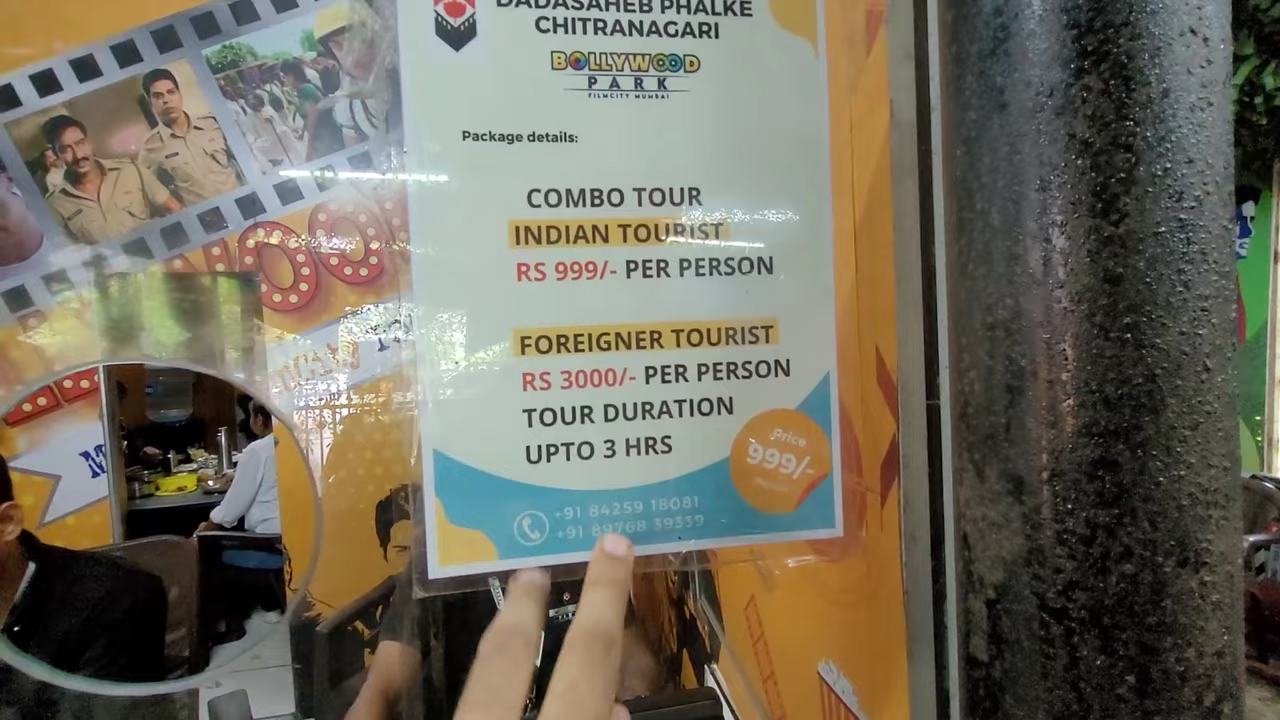 DADASAHEB PHALKE
CHITRANAGARI
BOLLYWOOD
PARK
FILMCITY MUMBAI
Package details:
COMBO TOUR
INDIAN TOURIST
RS 999/- PER PERSON
FOREIGNER TOURIST
RS 3000/- PER PERSON
TOUR DURATION
UPTO 3 HRS
Price
999/-
+91 84259 18081
+91 89768 39339